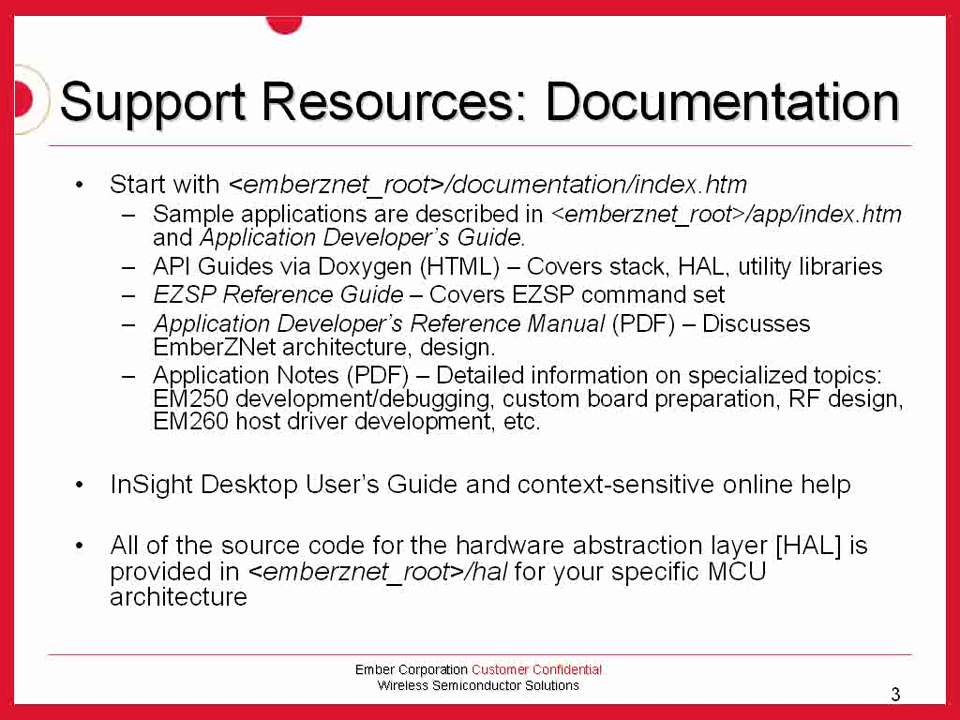 Support Resources: Documentation
• Start with <emberznet_root>/documentation/index.htm
– Sample applications are described in <emberznet_root>/app/index.htm
and Application Developer's Guide.
– API Guides via Doxygen (HTML) – Covers stack, HAL, utility libraries
– EZSP Reference Guide – Covers EZSP command set
– Application Developer's Reference Manual (PDF) – Discusses
EmberZNet architecture, design.
– Application Notes (PDF) – Detailed information on specialized topics:
EM250 development/debugging, custom board preparation, RF design,
EM260 host driver development, etc.
• InSight Desktop User's Guide and context-sensitive online help
• All of the source code for the hardware abstraction layer [HAL] is
provided in <emberznet_root>/hal for your specific MCU
architecture
Ember Corporation Customer Confidential
Wireless Semiconductor Solutions
3